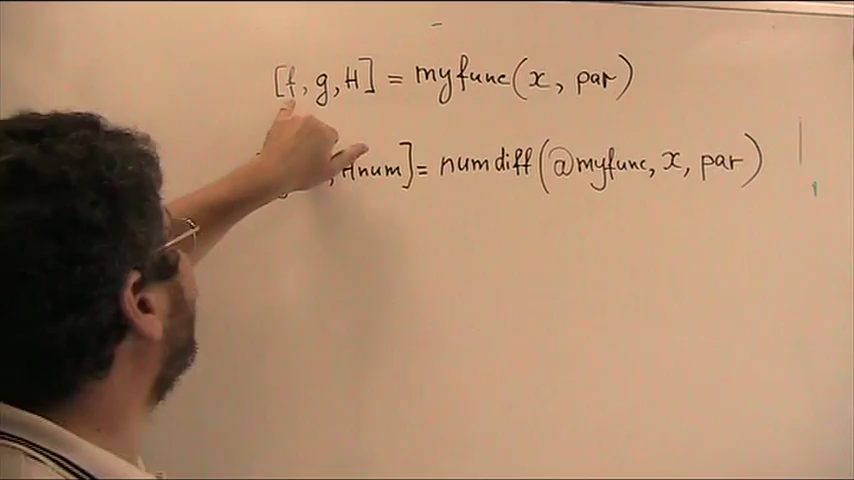 [f, g, H] = myfunc(x, par)
, Hnum] = numdiff(@myfunc, x, par)